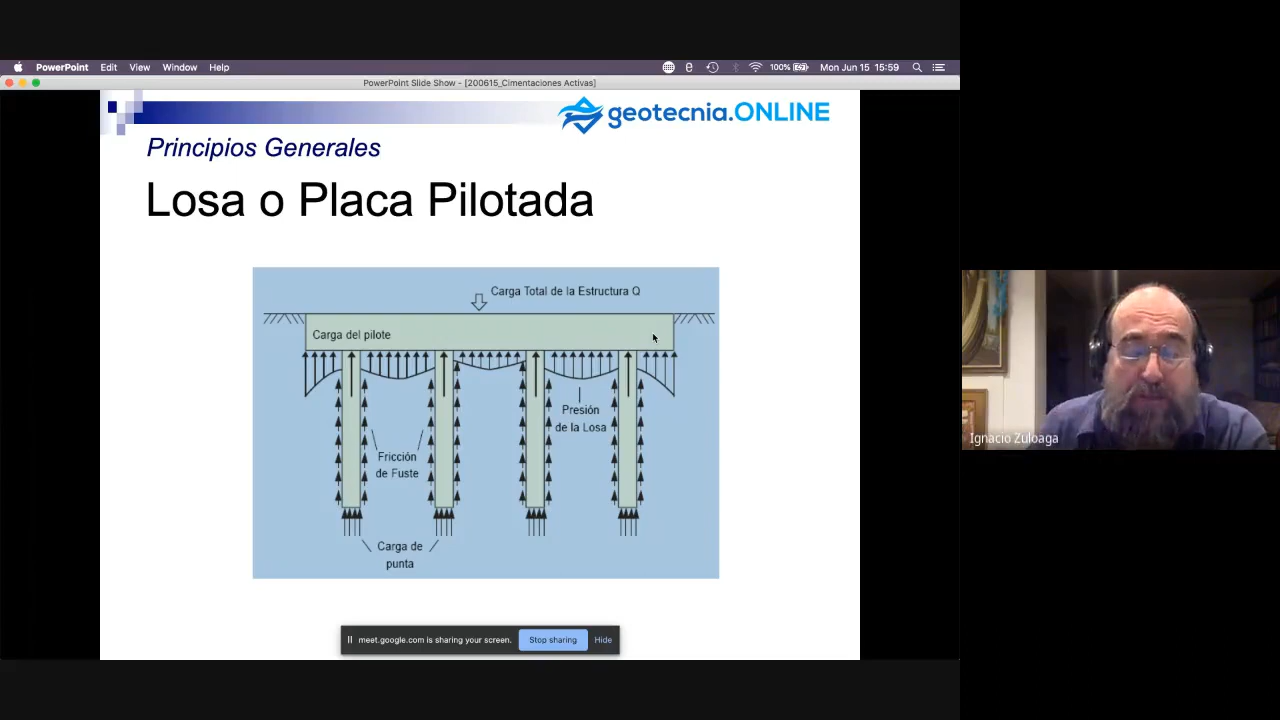 PowerPoint Edit View Window Help 100% Mon Jun 15 15:59
PowerPoint Slide Show - [200615_Cimentaciones Activas]
geotecnia.ONLINE
Principios Generales
Losa o Placa Pilotada
Carga Total de la Estructura Q
Carga del pilote
Presión
de la Losa
Fricción
de Fuste
Carga de
punta
Ignacio Zuloaga
meet.google.com is sharing your screen. Stop sharing Hide